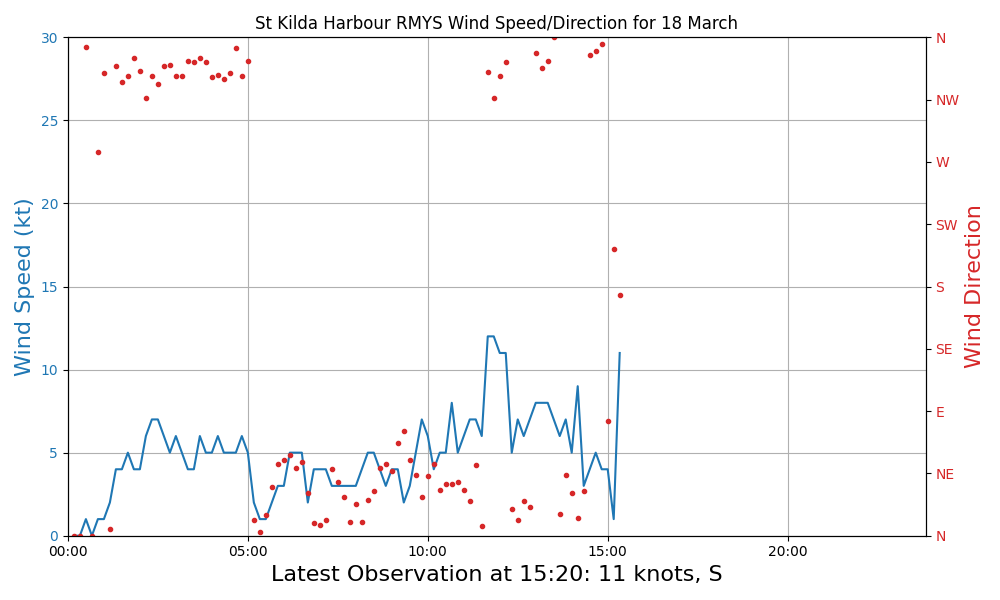 St Kilda Harbour RMYS Wind Speed/Direction for 18 March
30
25
20
15
10
5
0
Wind Speed (kt)
N
NW
W
SW
S
SE
E
NE
N
Wind Direction
00:00 05:00 10:00 15:00 20:00
Latest Observation at 15:20: 11 knots, S